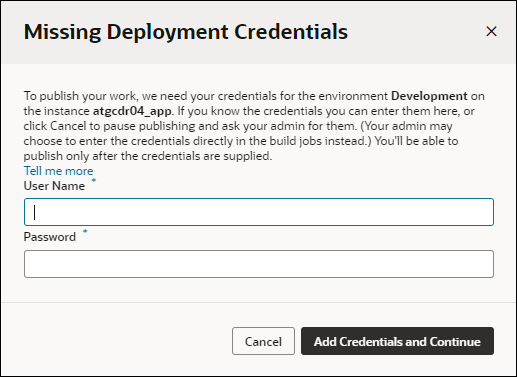 Missing Deployment Credentials
To publish your work, we need your credentials for the environment Development on
the instance atgcdr04_app. If you know the credentials you can enter them here, or
click Cancel to pause publishing and ask your admin for them. (Your admin may
choose to enter the credentials directly in the build jobs instead.) You'll be able to
publish only after the credentials are supplied.
Tell me more
User Name *
Password *
Cancel Add Credentials and Continue